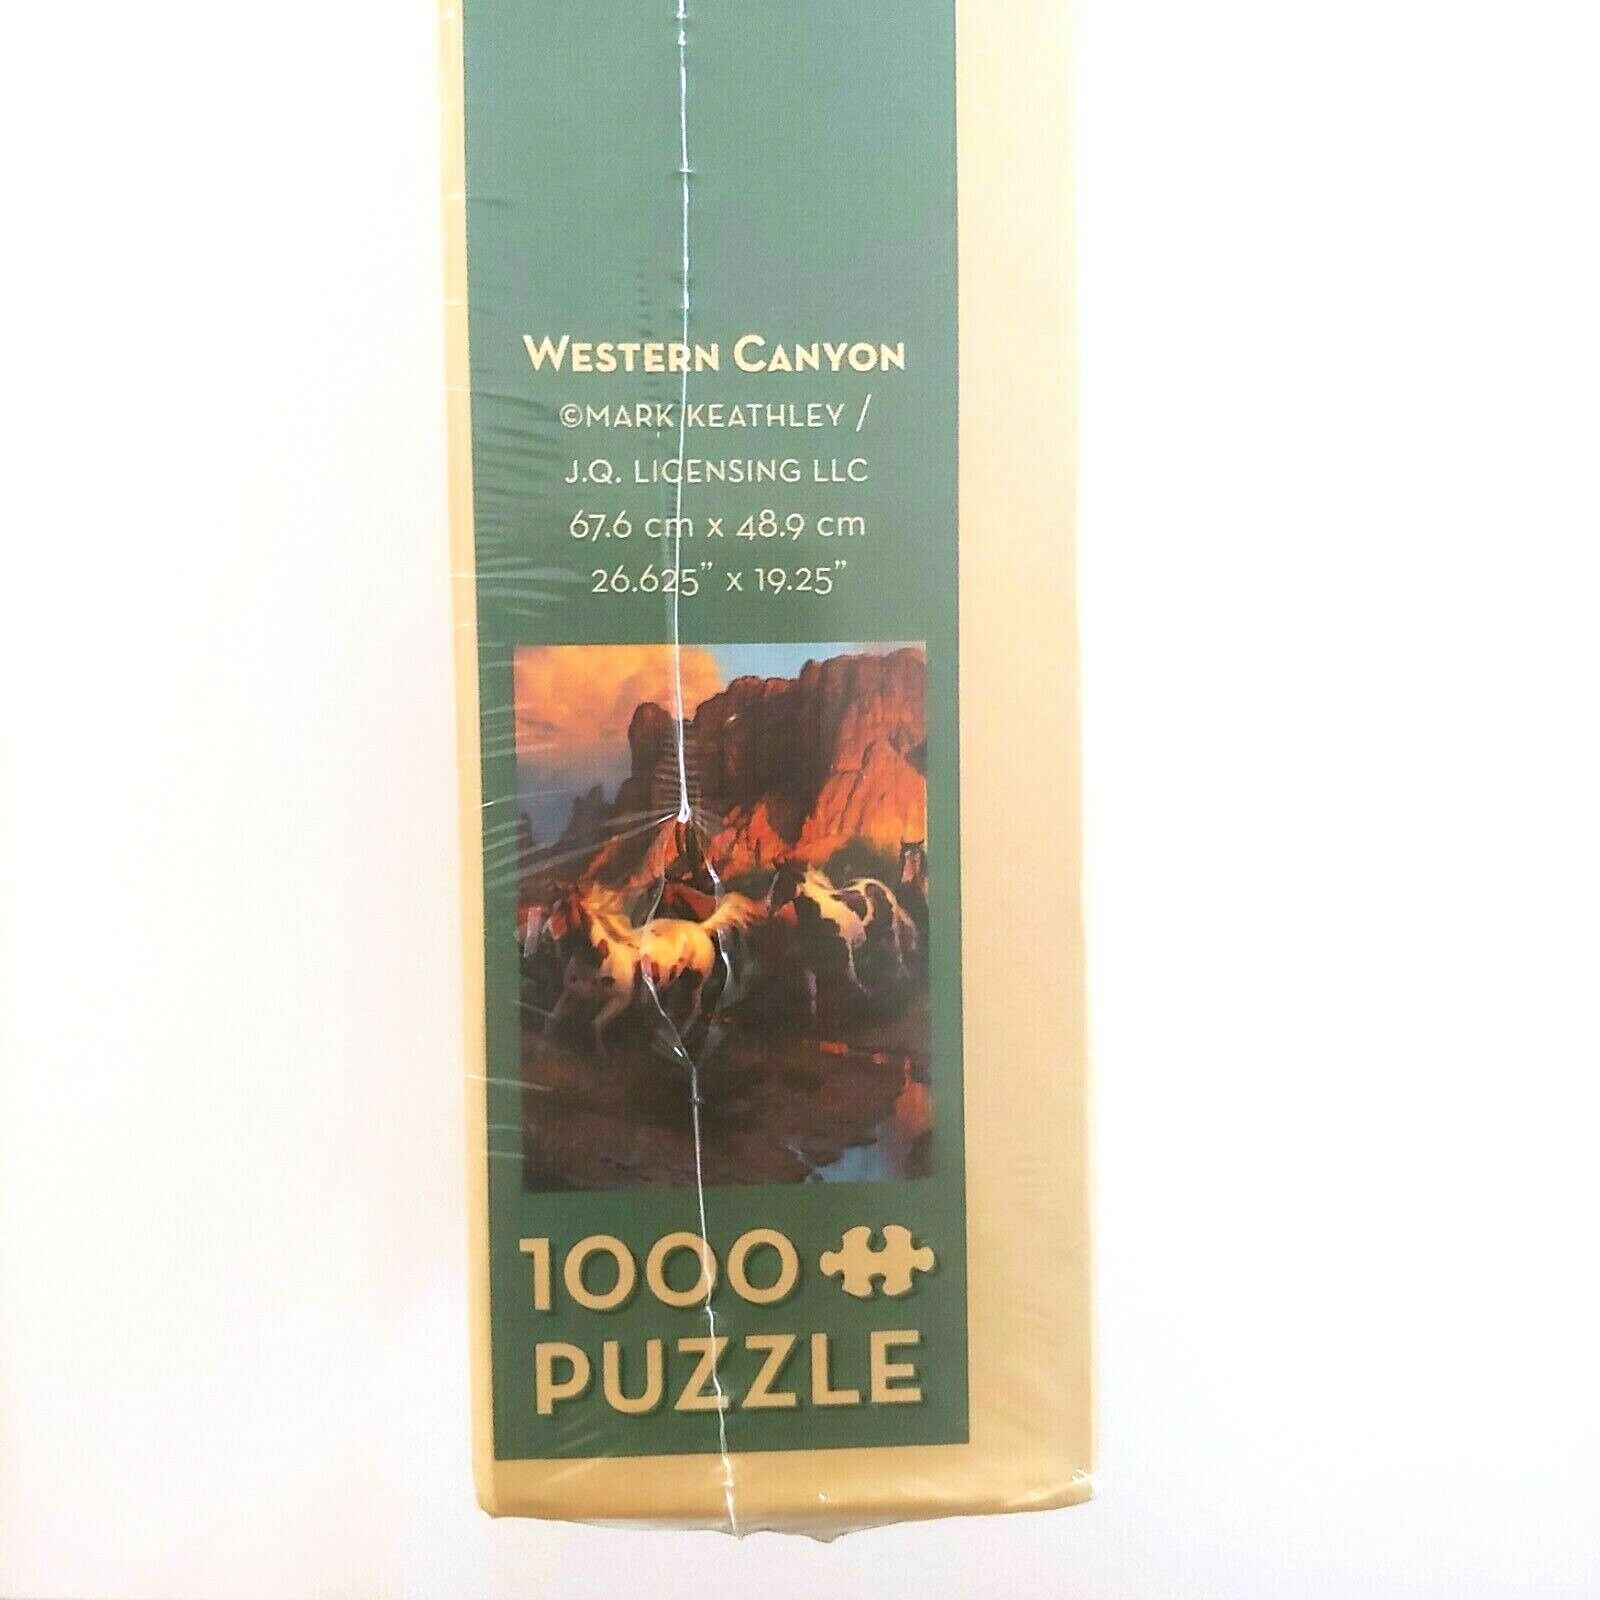 WESTERN CANYON
©MARK KEATHLEY /
J.Q. LICENSING LLC
67.6 cm x 48.9 cm
26.625” x 19.25”
1000
PUZZLE